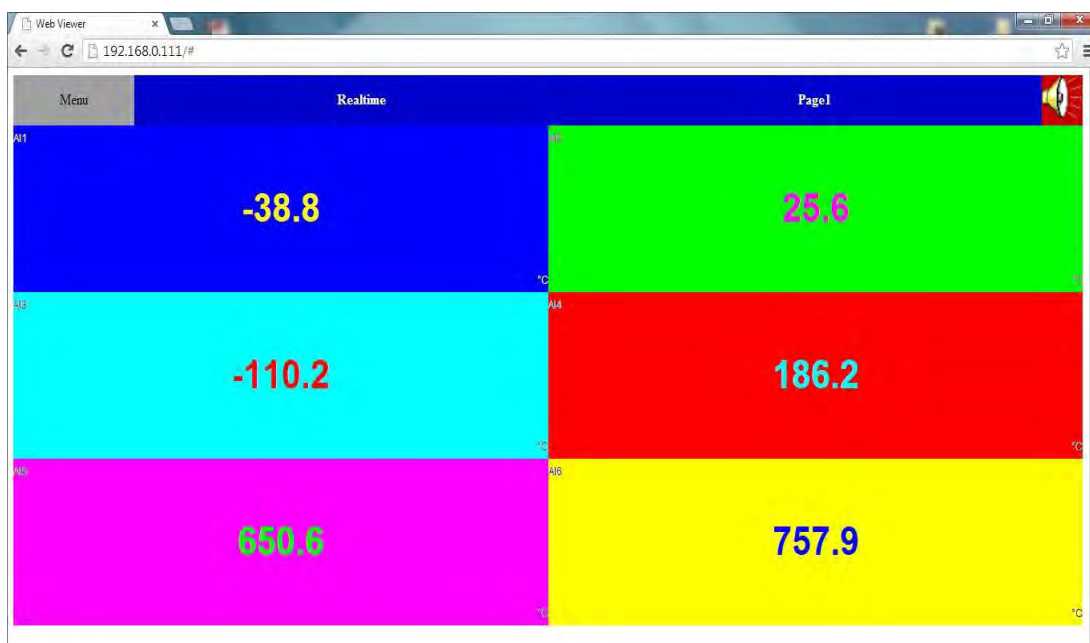 Web Viewer
192.168.0.111/#
Menu Realtime Page1
AI1
-38.8
°C
AI2
25.6
°C
AI3
-110.2
°C
AI4
186.2
°C
AI5
650.6
°C
AI6
757.9
°C